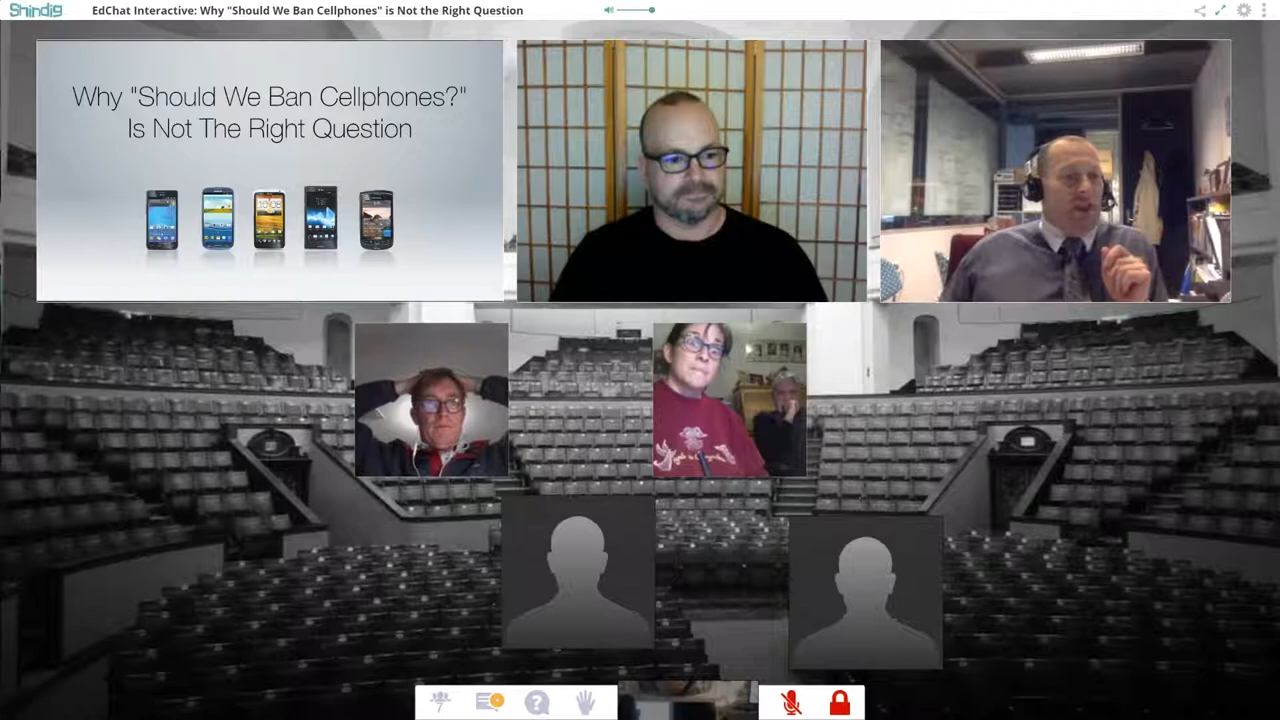 Shindig
EdChat Interactive: Why "Should We Ban Cellphones" is Not the Right Question
Why "Should We Ban Cellphones?"
Is Not The Right Question
7